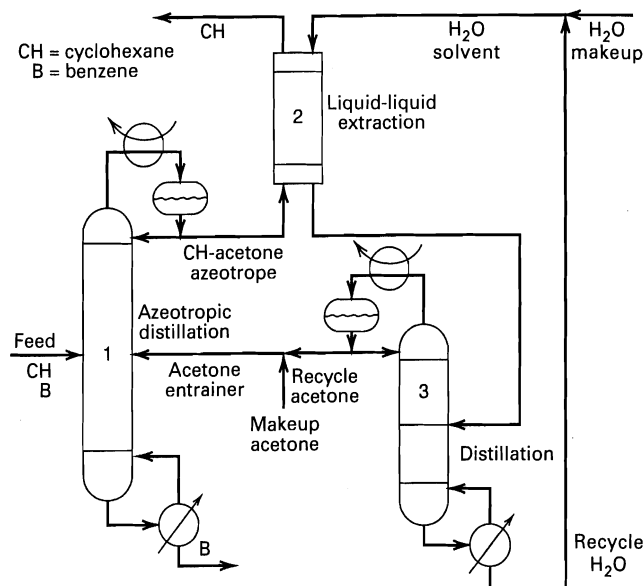 CH
H₂O
solvent
H₂O
makeup
CH = cyclohexane
B = benzene
2
Liquid-liquid
extraction
CH-acetone
azeotrope
Azeotropic
distillation
Feed
CH
B
1
Acetone
entrainer
Recycle
acetone
Makeup
acetone
3
Distillation
B
Recycle
H₂O